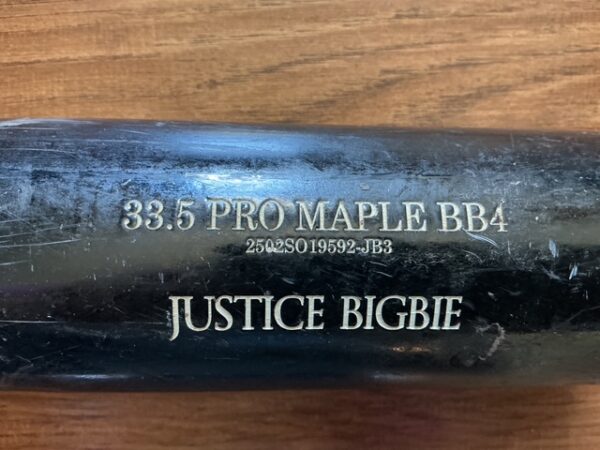 33.5 PRO MAPLE BB4
2502SO19592-JB3
JUSTICE BIGBIE